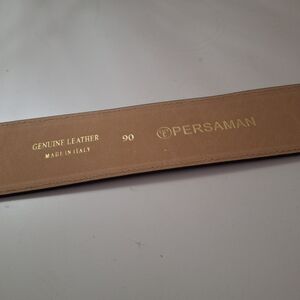 GENUINE LEATHER
MADE IN ITALY
90
PERSAMAN